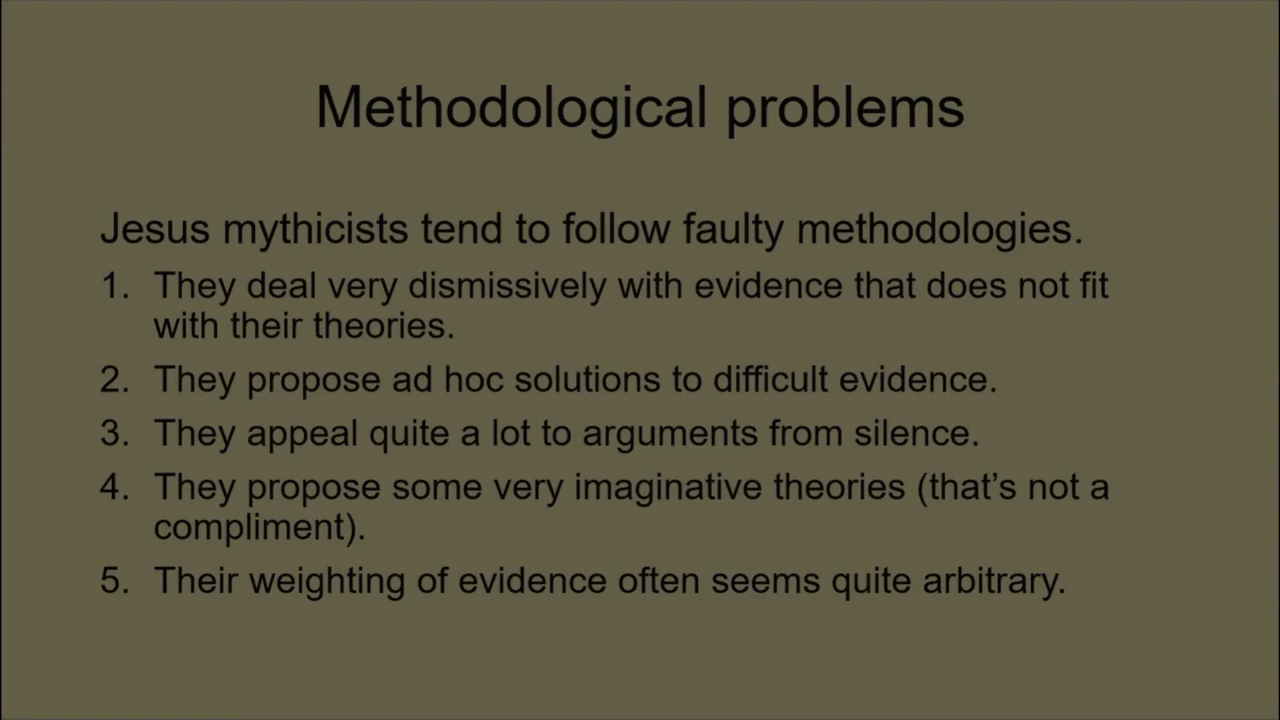 Methodological problems
Jesus mythicists tend to follow faulty methodologies.
1. They deal very dismissively with evidence that does not fit
with their theories.
2. They propose ad hoc solutions to difficult evidence.
3. They appeal quite a lot to arguments from silence.
4. They propose some very imaginative theories (that’s not a
compliment).
5. Their weighting of evidence often seems quite arbitrary.